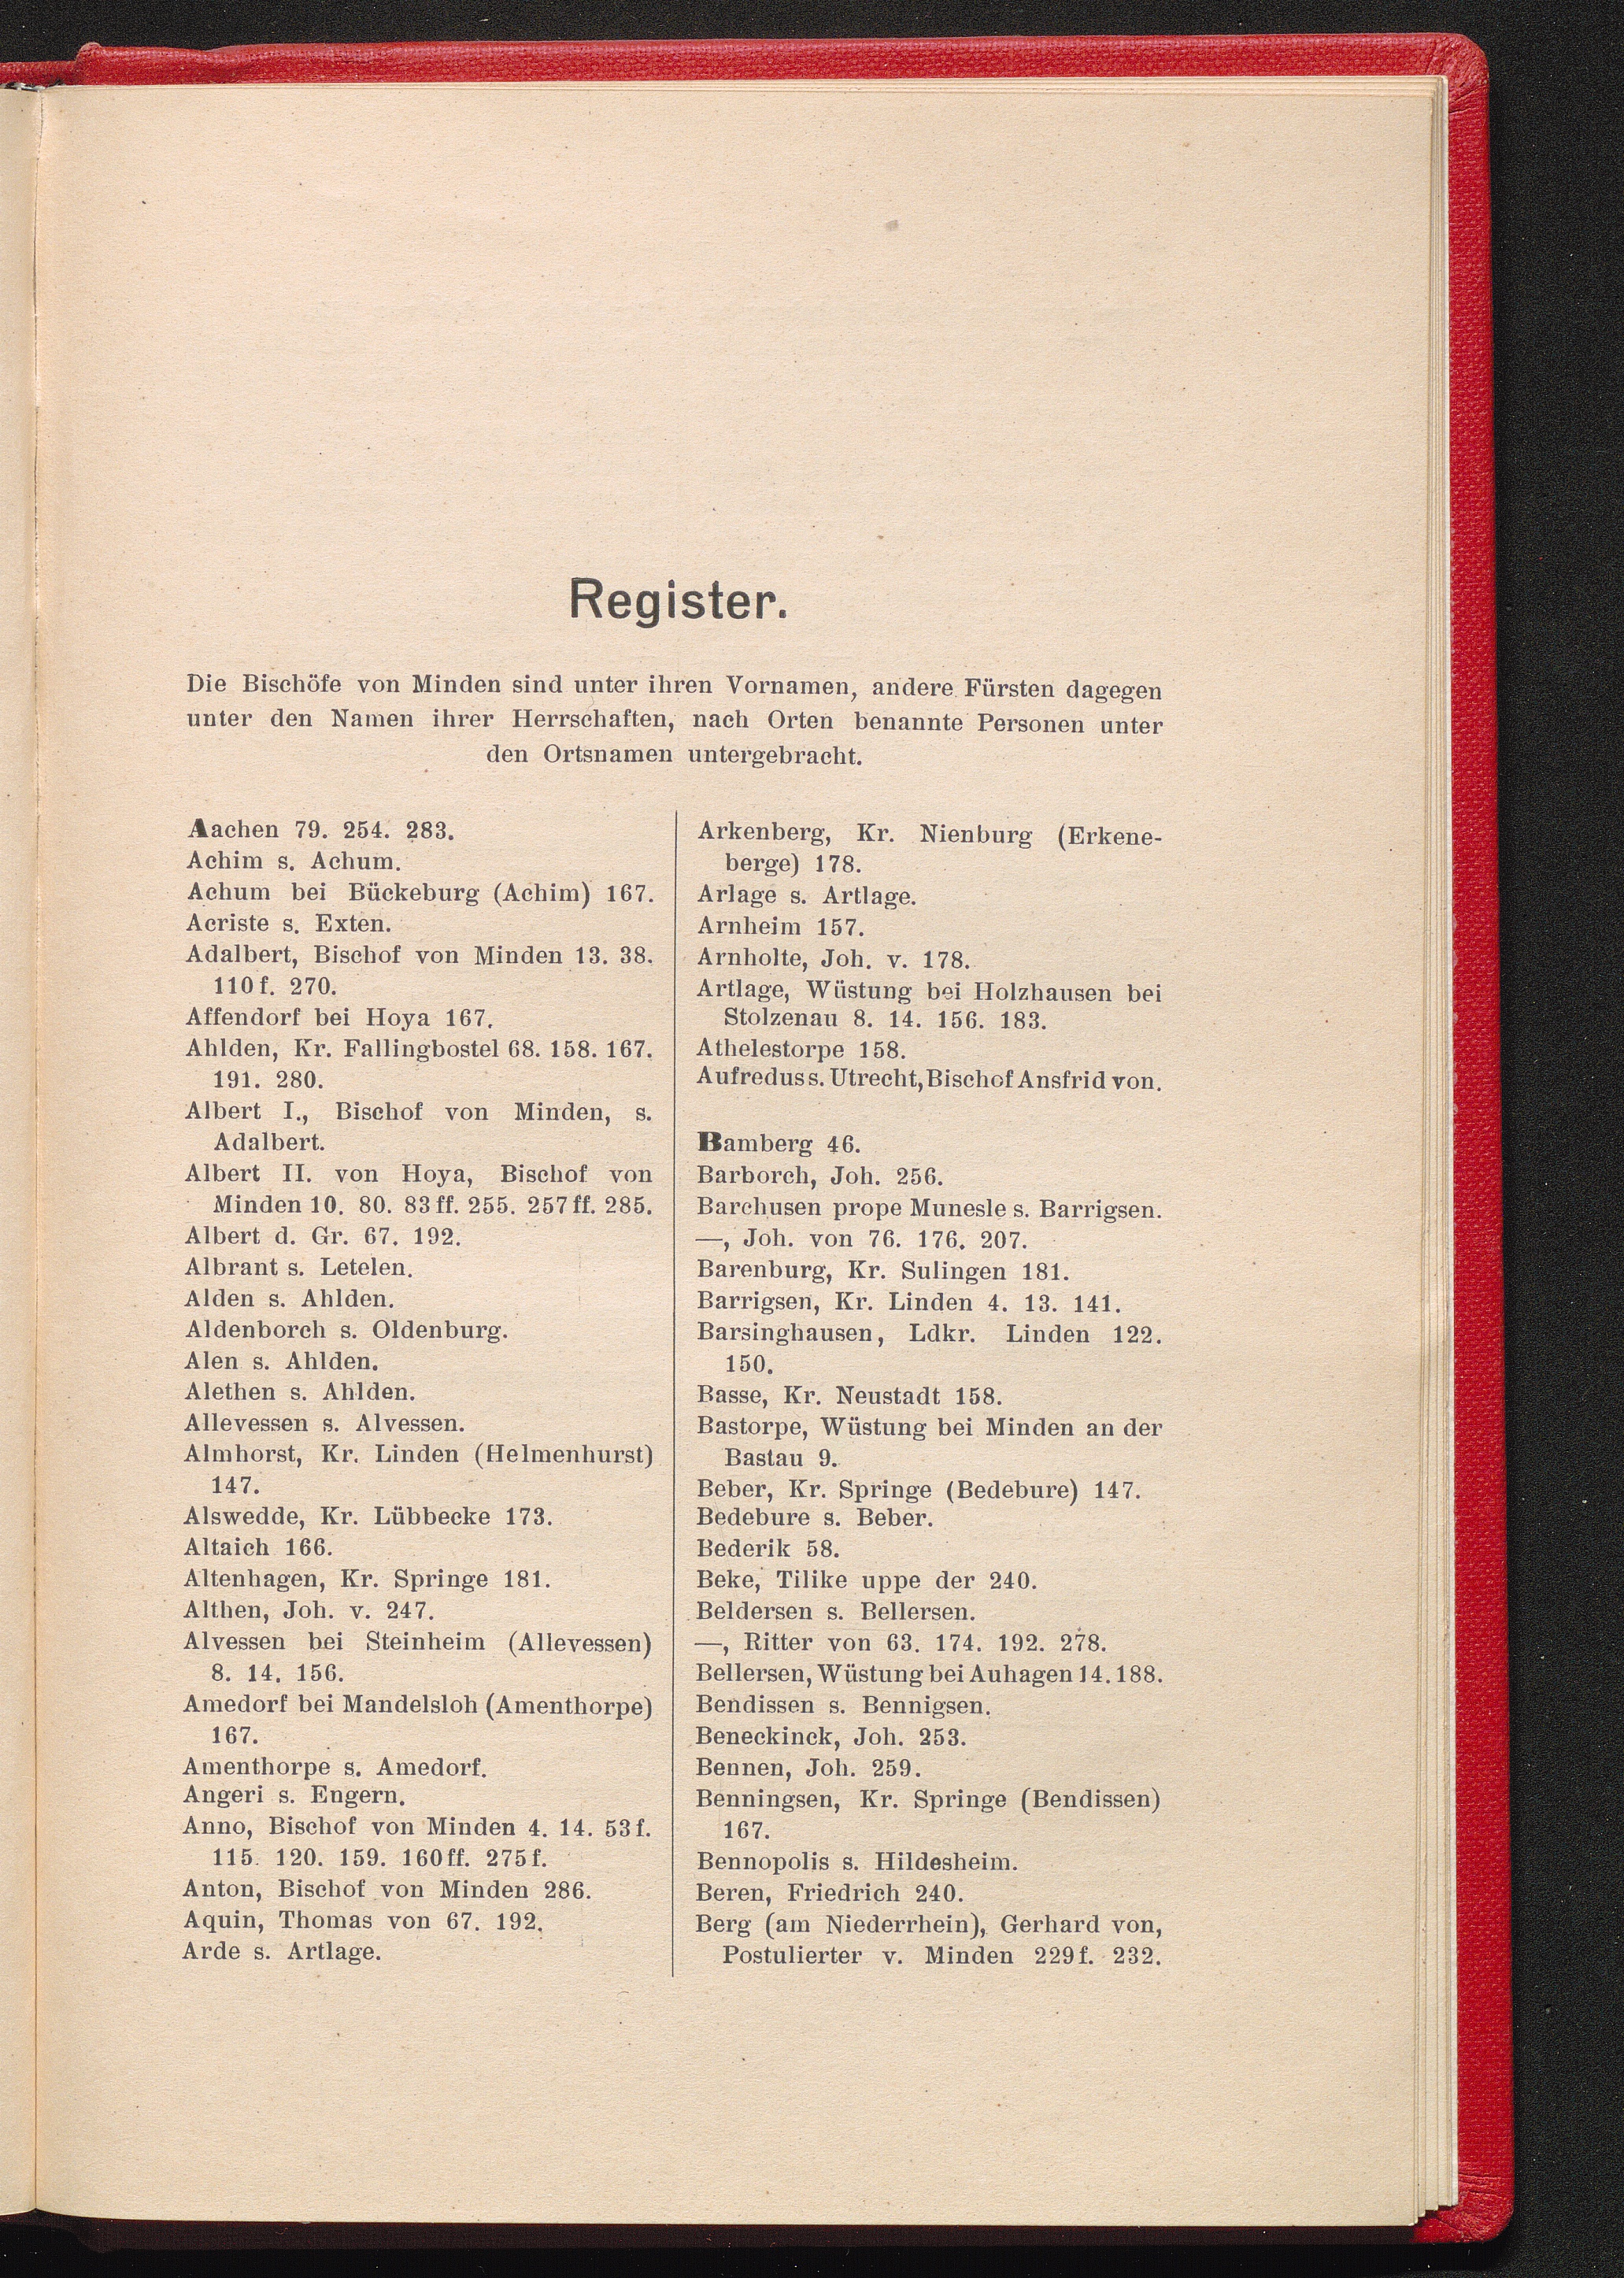 Register.
Die Bischöfe von Minden sind unter ihren Vornamen, andere Fürsten dagegen
unter den Namen ihrer Herrschaften, nach Orten benannte Personen unter
den Ortsnamen untergebracht.
Aachen 79. 254. 283.
Achim s. Achum.
Achum bei Bückeburg (Achim) 167.
Acriste s. Exten.
Adalbert, Bischof von Minden 13. 38.
110 f. 270.
Affendorf bei Hoya 167.
Ahlden, Kr. Fallingbostel 68. 158. 167.
191. 280.
Albert I., Bischof von Minden, s.
Adalbert.
Albert II. von Hoya, Bischof von
Minden 10. 80. 83 ff. 255. 257 ff. 285.
Albert d. Gr. 67. 192.
Albrant s. Letelen.
Alden s. Ahlden.
Aldenborch s. Oldenburg.
Alen s. Ahlden.
Alethen s. Ahlden.
Allevessen s. Alvessen.
Almhorst, Kr. Linden (Helmenhurst)
147.
Alswedde, Kr. Lübbecke 173.
Altaich 166.
Altenhagen, Kr. Springe 181.
Althen, Joh. v. 247.
Alvessen bei Steinheim (Allevessen)
8. 14. 156.
Amedorf bei Mandelsloh (Amenthorpe)
167.
Amenthorpe s. Amedorf.
Angeri s. Engern.
Anno, Bischof von Minden 4. 14. 53 f.
115. 120. 159. 160 ff. 275 f.
Anton, Bischof von Minden 286.
Aquin, Thomas von 67. 192.
Arde s. Artlage.
Arkenberg, Kr. Nienburg (Erkene-
berge) 178.
Arlage s. Artlage.
Arnheim 157.
Arnholte, Joh. v. 178.
Artlage, Wüstung bei Holzhausen bei
Stolzenau 8. 14. 156. 183.
Athelestorpe 158.
Aufredus s. Utrecht, Bischof Ansfrid von.
Bamberg 46.
Barborch, Joh. 256.
Barchusen prope Munesle s. Barrigsen.
—, Joh. von 76. 176. 207.
Barenburg, Kr. Sulingen 181.
Barrigsen, Kr. Linden 4. 13. 141.
Barsinghausen, Ldkr. Linden 122.
150.
Basse, Kr. Neustadt 158.
Bastorpe, Wüstung bei Minden an der
Bastau 9.
Beber, Kr. Springe (Bedebure) 147.
Bedebure s. Beber.
Bederik 58.
Beke, Tilike uppe der 240.
Beldersen s. Bellersen.
—, Ritter von 63. 174. 192. 278.
Bellersen, Wüstung bei Auhagen 14. 188.
Bendissen s. Bennigsen.
Beneckinck, Joh. 253.
Bennen, Joh. 259.
Benningsen, Kr. Springe (Bendissen)
167.
Bennopolis s. Hildesheim.
Beren, Friedrich 240.
Berg (am Niederrhein), Gerhard von,
Postulierter v. Minden 229 f. 232.